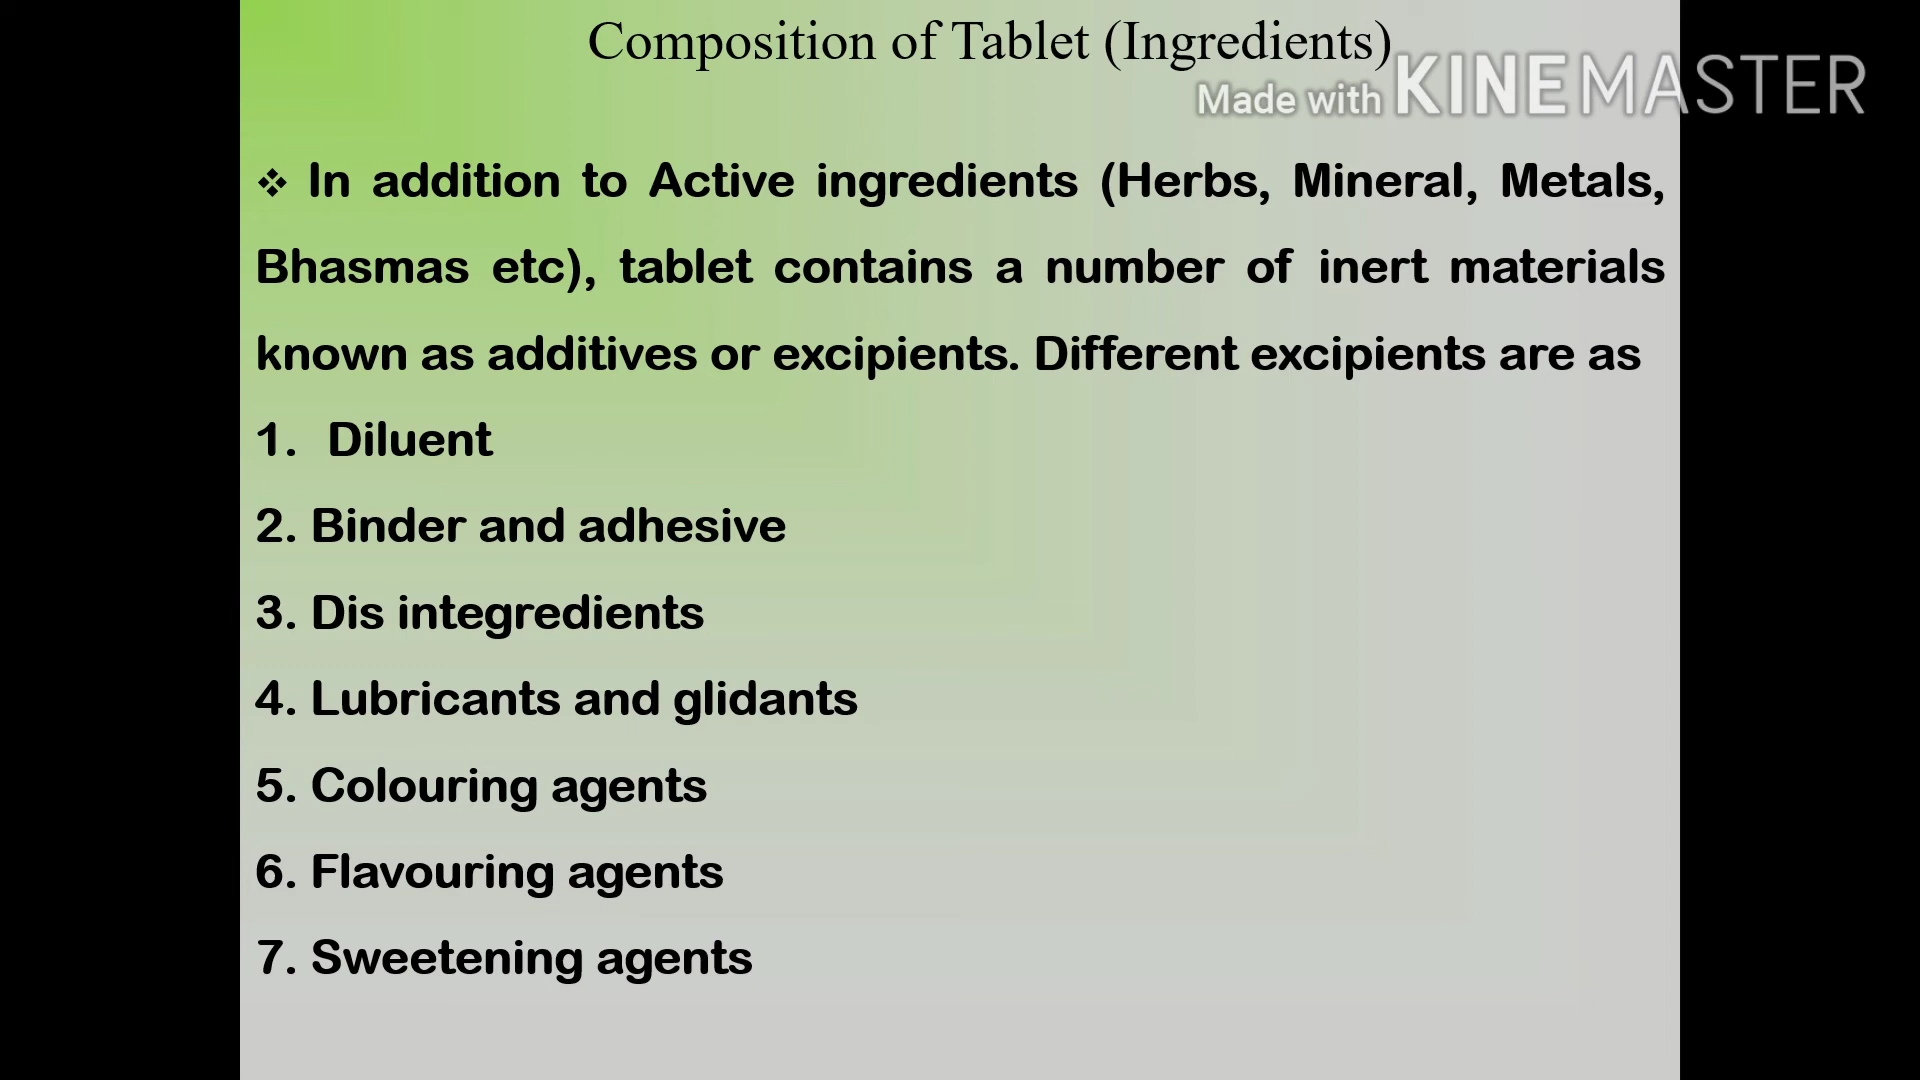 Composition of Tablet (Ingredients)
Made with KINEMASTER
❖ In addition to Active ingredients (Herbs, Mineral, Metals,
Bhasmas etc), tablet contains a number of inert materials
known as additives or excipients. Different excipients are as
1. Diluent
2. Binder and adhesive
3. Dis integredients
4. Lubricants and glidants
5. Colouring agents
6. Flavouring agents
7. Sweetening agents